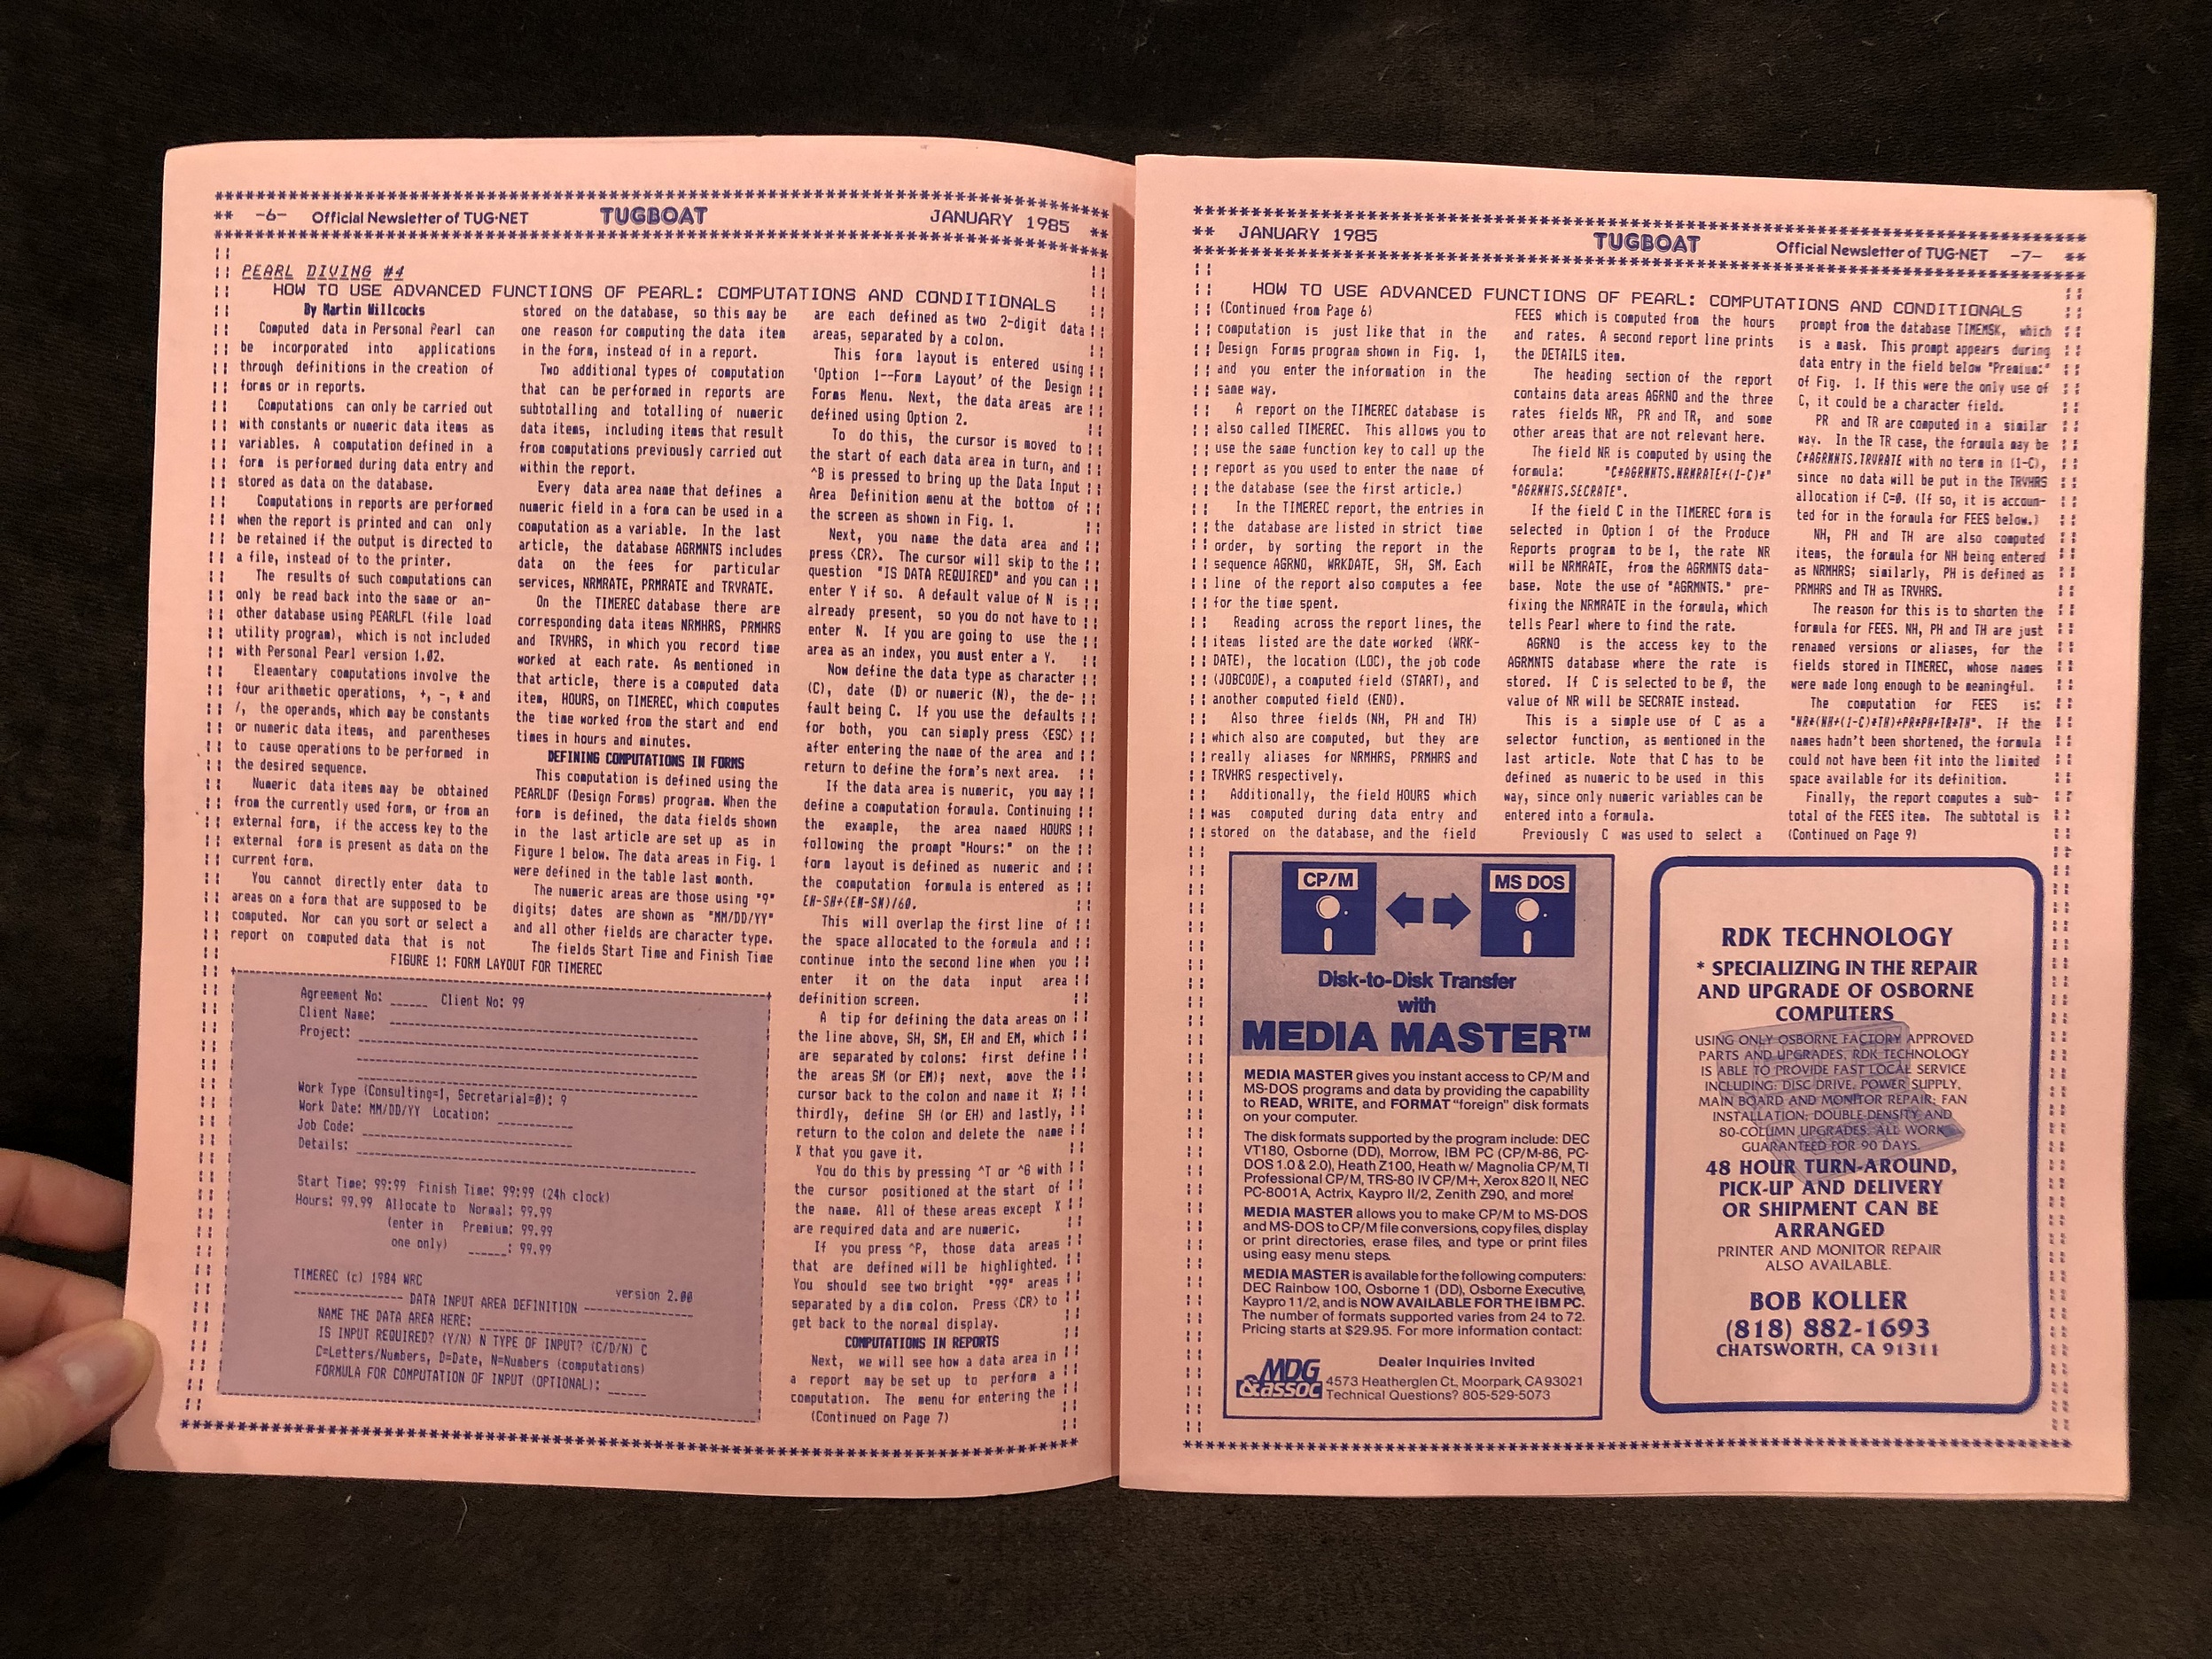 -6- Official Newsletter of TUG-NET TUGBOAT JANUARY 1985
PEARL DIVING #4
HOW TO USE ADVANCED FUNCTIONS OF PEARL: COMPUTATIONS AND CONDITIONALS
By Martin Willcocks
Computed data in Personal Pearl can
be incorporated into applications
through definitions in the creation of
forms or in reports.
Computations can only be carried out
with constants or numeric data items as
variables. A computation defined in a
form is performed during data entry and
stored as data on the database.
Computations in reports are performed
when the report is printed and can only
be retained if the output is directed to
a file, instead of to the printer.
The results of such computations can
only be read back into the same or an-
other database using PEARLFL (file load
utility program), which is not included
with Personal Pearl version 1.02.
Elementary computations involve the
four arithmetic operations, +, -, * and
/, the operands, which may be constants
or numeric data items, and parentheses
to cause operations to be performed in
the desired sequence.
Numeric data items may be obtained
from the currently used form, or from an
external form, if the access key to the
external form is present as data on the
current form.
You cannot directly enter data to
areas on a form that are supposed to be
computed. Nor can you sort or select a
report on computed data that is not
stored on the database, so this may be
one reason for computing the data item
in the form, instead of in a report.
Two additional types of computation
that can be performed in reports are
subtotalling and totalling of numeric
data items, including items that result
from computations previously carried out
within the report.
Every data area name that defines a
numeric field in a form can be used in a
computation as a variable. In the last
article, the database AGRMNTS includes
data on the fees for particular
services, NRMRATE, PRMRATE and TRVRATE.
On the TIMEREC database there are
corresponding data items NRMHRS, PRMHRS
and TRVHRS, in which you record time
worked at each rate. As mentioned in
that article, there is a computed data
item, HOURS, on TIMEREC, which computes
the time worked from the start and end
times in hours and minutes.
DEFINING COMPUTATIONS IN FORMS
This computation is defined using the
PEARLDF (Design Forms) program. When the
form is defined, the data fields shown
in the last article are set up as in
Figure 1 below. The data areas in Fig. 1
were defined in the table last month.
The numeric areas are those using "9"
digits; dates are shown as "MM/DD/YY"
and all other fields are character type.
The fields Start Time and Finish Time
are each defined as two 2-digit data
areas, separated by a colon.
This form layout is entered using
'Option 1--Form Layout' of the Design
Forms Menu. Next, the data areas are
defined using Option 2.
To do this, the cursor is moved to
the start of each data area in turn, and
^B is pressed to bring up the Data Input
Area Definition menu at the bottom of
the screen as shown in Fig. 1.
Next, you name the data area and
press <CR>. The cursor will skip to the
question "IS DATA REQUIRED" and you can
enter Y if so. A default value of N is
already present, so you do not have to
enter N. If you are going to use the
area as an index, you must enter a Y.
Now define the data type as character
(C), date (D) or numeric (N), the de-
fault being C. If you use the defaults
for both, you can simply press <ESC>
after entering the name of the area and
return to define the form's next area.
If the data area is numeric, you may
define a computation formula. Continuing
the example, the area named HOURS
following the prompt "Hours:" on the
form layout is defined as numeric and
the computation formula is entered as
EH-SH+(EM-SM)/60.
This will overlap the first line of
the space allocated to the formula and
continue into the second line when you
enter it on the data input area
definition screen.
A tip for defining the data areas on
the line above, SH, SM, EH and EM, which
are separated by colons: first define
the areas SM (or EM); next, move the
cursor back to the colon and name it X;
thirdly, define SH (or EH) and lastly,
return to the colon and delete the name
X that you gave it.
You do this by pressing ^T or ^G with
the cursor positioned at the start of
the name. All of these areas except X
are required data and are numeric.
If you press ^P, those data areas
that are defined will be highlighted.
You should see two bright "99" areas
separated by a dim colon. Press <CR> to
get back to the normal display.
COMPUTATIONS IN REPORTS
Next, we will see how a data area in
a report may be set up to perform a
computation. The menu for entering the
(Continued on Page 7)
FIGURE 1: FORM LAYOUT FOR TIMEREC
Agreement No: ______ Client No: 99
Client Name:
Project:
Work Type (Consulting=1, Secretarial=0): 9
Work Date: MM/DD/YY Location:
Job Code:
Details:
Start Time: 99:99 Finish Time: 99:99 (24h clock)
Hours: 99.99 Allocate to Normal: 99.99
(enter in Premium: 99.99
one only) ______: 99.99
TIMEREC (c) 1984 WRC
version 2.00
DATA INPUT AREA DEFINITION
NAME THE DATA AREA HERE:
IS INPUT REQUIRED? (Y/N) N TYPE OF INPUT? (C/D/N) C
C=Letters/Numbers, D=Date, N=Numbers (computations)
FORMULA FOR COMPUTATION OF INPUT (OPTIONAL): ______
JANUARY 1985 TUGBOAT Official Newsletter of TUG-NET -7-
HOW TO USE ADVANCED FUNCTIONS OF PEARL: COMPUTATIONS AND CONDITIONALS
(Continued from Page 6)
computation is just like that in the
Design Forms program shown in Fig. 1,
and you enter the information in the
same way.
A report on the TIMEREC database is
also called TIMEREC. This allows you to
use the same function key to call up the
report as you used to enter the name of
the database (see the first article.)
In the TIMEREC report, the entries in
the database are listed in strict time
order, by sorting the report in the
sequence AGRNO, WRKDATE, SH, SM. Each
line of the report also computes a fee
for the time spent.
Reading across the report lines, the
items listed are the date worked (WRK-
DATE), the location (LOC), the job code
(JOBCODE), a computed field (START), and
another computed field (END).
Also three fields (NH, PH and TH)
which also are computed, but they are
really aliases for NRMHRS, PRMHRS and
TRVHRS respectively.
Additionally, the field HOURS which
was computed during data entry and
stored on the database, and the field
FEES which is computed from the hours
and rates. A second report line prints
the DETAILS item.
The heading section of the report
contains data areas AGRNO and the three
rates fields NR, PR and TR, and some
other areas that are not relevant here.
The field NR is computed by using the
formula: "C*AGRMNTS.NRMRATE+(1-C)*"
"AGRMNTS.SECRATE".
If the field C in the TIMEREC form is
selected in Option 1 of the Produce
Reports program to be 1, the rate NR
will be NRMRATE, from the AGRMNTS data-
base. Note the use of "AGRMNTS." pre-
fixing the NRMRATE in the formula, which
tells Pearl where to find the rate.
AGRNO is the access key to the
AGRMNTS database where the rate is
stored. If C is selected to be 0, the
value of NR will be SECRATE instead.
This is a simple use of C as a
selector function, as mentioned in the
last article. Note that C has to be
defined as numeric to be used in this
way, since only numeric variables can be
entered into a formula.
Previously C was used to select a
prompt from the database TIMEMSK, which
is a mask. This prompt appears during
data entry in the field below "Premium:"
of Fig. 1. If this were the only use of
C, it could be a character field.
PR and TR are computed in a similar
way. In the TR case, the formula may be
C*AGRMNTS.TRVRATE with no term in (1-C),
since no data will be put in the TRVHRS
allocation if C=0. (If so, it is accoun-
ted for in the formula for FEES below.)
NH, PH and TH are also computed
items, the formula for NH being entered
as NRMHRS; similarly, PH is defined as
PRMHRS and TH as TRVHRS.
The reason for this is to shorten the
formula for FEES. NH, PH and TH are just
renamed versions or aliases, for the
fields stored in TIMEREC, whose names
were made long enough to be meaningful.
The computation for FEES is:
"NR*(NH+(1-C)*TH)+PR*PH+TR*TH". If the
names hadn't been shortened, the formula
could not have been fit into the limited
space available for its definition.
Finally, the report computes a sub-
total of the FEES item. The subtotal is
(Continued on Page 9)
CP/M MS DOS
Disk-to-Disk Transfer
with
MEDIA MASTER™
MEDIA MASTER gives you instant access to CP/M and
MS-DOS programs and data by providing the capability
to READ, WRITE, and FORMAT "foreign" disk formats
on your computer.
The disk formats supported by the program include: DEC
VT180, Osborne (DD), Morrow, IBM PC (CP/M-86, PC-
DOS 1.0 & 2.0), Heath Z100, Heath w/ Magnolia CP/M, TI
Professional CP/M, TRS-80 IV CP/M+, Xerox 820 II, NEC
PC-8001A, Actrix, Kaypro II/2, Zenith Z90, and more!
MEDIA MASTER allows you to make CP/M to MS-DOS
and MS-DOS to CP/M file conversions, copy files, display
or print directories, erase files, and type or print files
using easy menu steps.
MEDIA MASTER is available for the following computers:
DEC Rainbow 100, Osborne 1 (DD), Osborne Executive,
Kaypro 11/2, and is NOW AVAILABLE FOR THE IBM PC.
The number of formats supported varies from 24 to 72.
Pricing starts at $29.95. For more information contact:
MDG
&assoc
Dealer Inquiries Invited
4573 Heatherglen Ct., Moorpark, CA 93021
Technical Questions? 805-529-5073
RDK TECHNOLOGY
* SPECIALIZING IN THE REPAIR
AND UPGRADE OF OSBORNE
COMPUTERS
USING ONLY OSBORNE FACTORY APPROVED
PARTS AND UPGRADES, RDK TECHNOLOGY
IS ABLE TO PROVIDE FAST LOCAL SERVICE
INCLUDING: DISC DRIVE, POWER SUPPLY,
MAIN BOARD AND MONITOR REPAIR; FAN
INSTALLATION; DOUBLE-DENSITY AND
80-COLUMN UPGRADES. ALL WORK
GUARANTEED FOR 90 DAYS.
48 HOUR TURN-AROUND,
PICK-UP AND DELIVERY
OR SHIPMENT CAN BE
ARRANGED
PRINTER AND MONITOR REPAIR
ALSO AVAILABLE.
BOB KOLLER
(818) 882-1693
CHATSWORTH, CA 91311